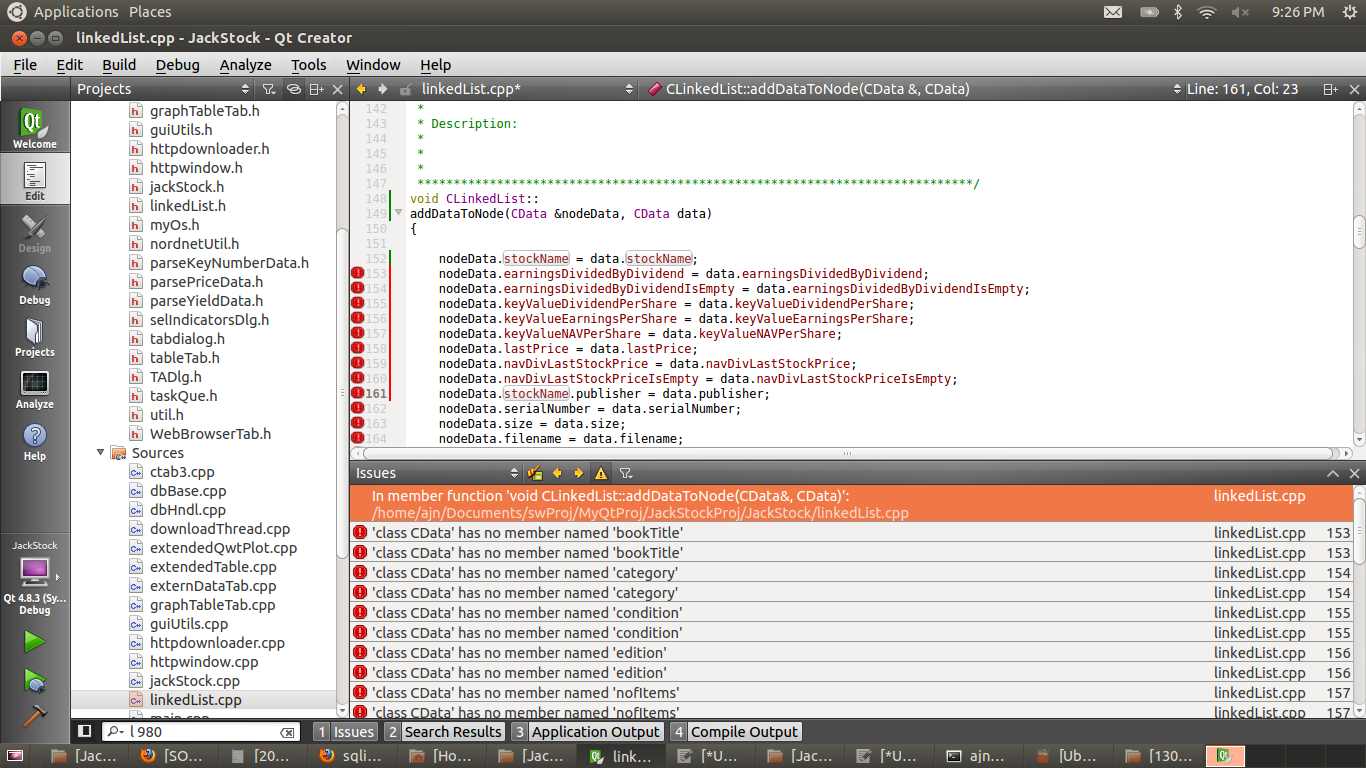 Applications Places 9:26 PM
linkedList.cpp - JackStock - Qt Creator
File Edit Build Debug Analyze Tools Window Help
Projects linkedList.cpp* CLinkedList::addDataToNode(CData &, CData) Line: 161, Col: 23
Qt
Welcome
Edit
Design
Debug
Projects
Analyze
Help
JackStock
Qt 4.8.3 (Sy...
Debug
graphTableTab.h
guiUtils.h
httpdownloader.h
httpwindow.h
jackStock.h
linkedList.h
myOs.h
nordnetUtil.h
parseKeyNumberData.h
parsePriceData.h
parseYieldData.h
selIndicatorsDlg.h
tabdialog.h
tableTab.h
TADlg.h
taskQue.h
util.h
WebBrowserTab.h
Sources
ctab3.cpp
dbBase.cpp
dbHndl.cpp
downloadThread.cpp
extendedQwtPlot.cpp
extendedTable.cpp
externDataTab.cpp
graphTableTab.cpp
guiUtils.cpp
httpdownloader.cpp
httpwindow.cpp
jackStock.cpp
linkedList.cpp
main.cpp
142 *
143 * Description:
144 *
145 *
146 *
147 *****************************************************************************/
148 void CLinkedList::
149 addDataToNode(CData &nodeData, CData data)
150 {
151
152 nodeData.stockName = data.stockName;
153 nodeData.earningsDividedByDividend = data.earningsDividedByDividend;
154 nodeData.earningsDividedByDividendIsEmpty = data.earningsDividedByDividendIsEmpty;
155 nodeData.keyValueDividendPerShare = data.keyValueDividendPerShare;
156 nodeData.keyValueEarningsPerShare = data.keyValueEarningsPerShare;
157 nodeData.keyValueNAVPerShare = data.keyValueNAVPerShare;
158 nodeData.lastPrice = data.lastPrice;
159 nodeData.navDivLastStockPrice = data.navDivLastStockPrice;
160 nodeData.navDivLastStockPriceIsEmpty = data.navDivLastStockPriceIsEmpty;
161 nodeData.stockName.publisher = data.publisher;
162 nodeData.serialNumber = data.serialNumber;
163 nodeData.size = data.size;
164 nodeData.filename = data.filename;
Issues
In member function 'void CLinkedList::addDataToNode(CData&, CData)': linkedList.cpp
/home/ajn/Documents/swProj/MyQtProj/JackStockProj/JackStock/linkedList.cpp
'class CData' has no member named 'bookTitle' linkedList.cpp 153
'class CData' has no member named 'bookTitle' linkedList.cpp 153
'class CData' has no member named 'category' linkedList.cpp 154
'class CData' has no member named 'category' linkedList.cpp 154
'class CData' has no member named 'condition' linkedList.cpp 155
'class CData' has no member named 'condition' linkedList.cpp 155
'class CData' has no member named 'edition' linkedList.cpp 156
'class CData' has no member named 'edition' linkedList.cpp 156
'class CData' has no member named 'nofItems' linkedList.cpp 157
'class CData' has no member named 'nofItems' linkedList.cpp 157
l 980 1 Issues 2 Search Results 3 Application Output 4 Compile Output
[Jac... [SO... [20... sqli... [Ho... [Jac... link... [*U... [Jac... [*U... ajn... [Ub... [130...